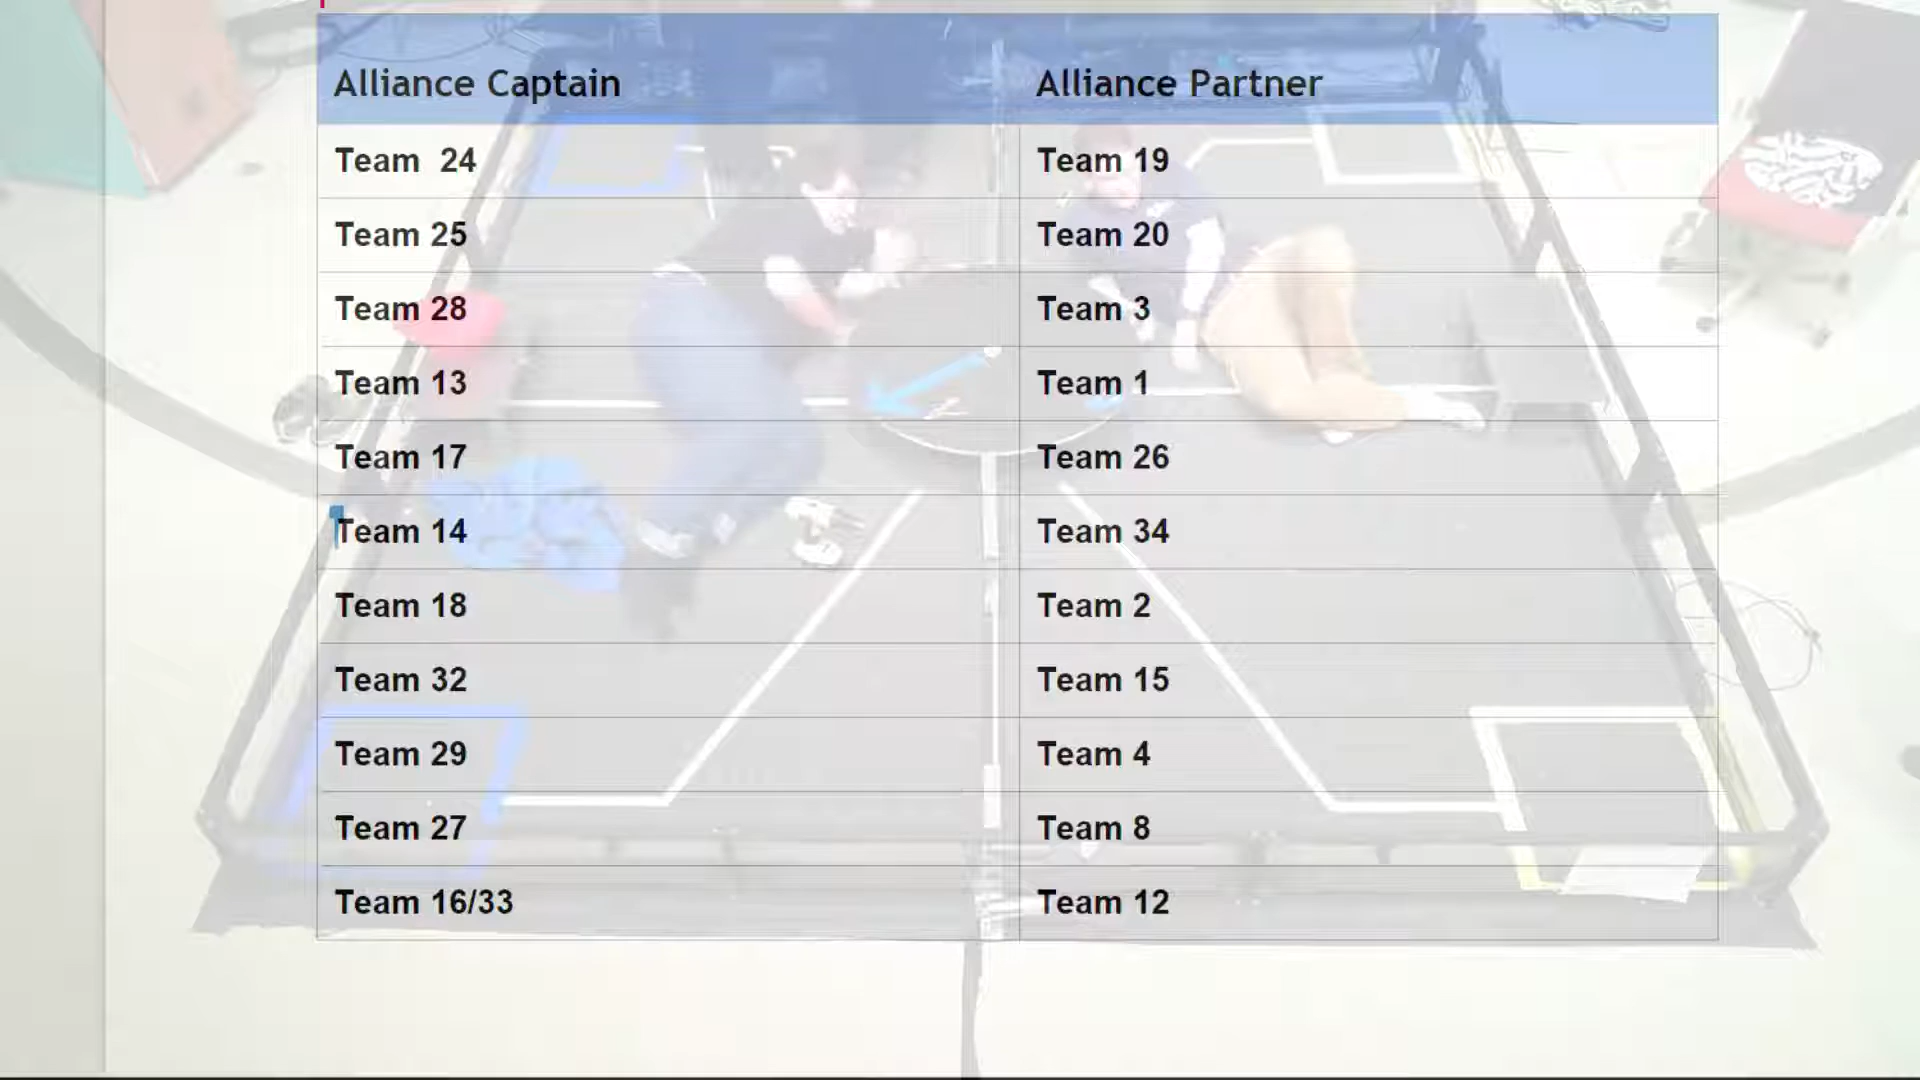 Alliance Captain Alliance Partner
Team 24 Team 19
Team 25 Team 20
Team 28 Team 3
Team 13 Team 1
Team 17 Team 26
Team 14 Team 34
Team 18 Team 2
Team 32 Team 15
Team 29 Team 4
Team 27 Team 8
Team 16/33 Team 12